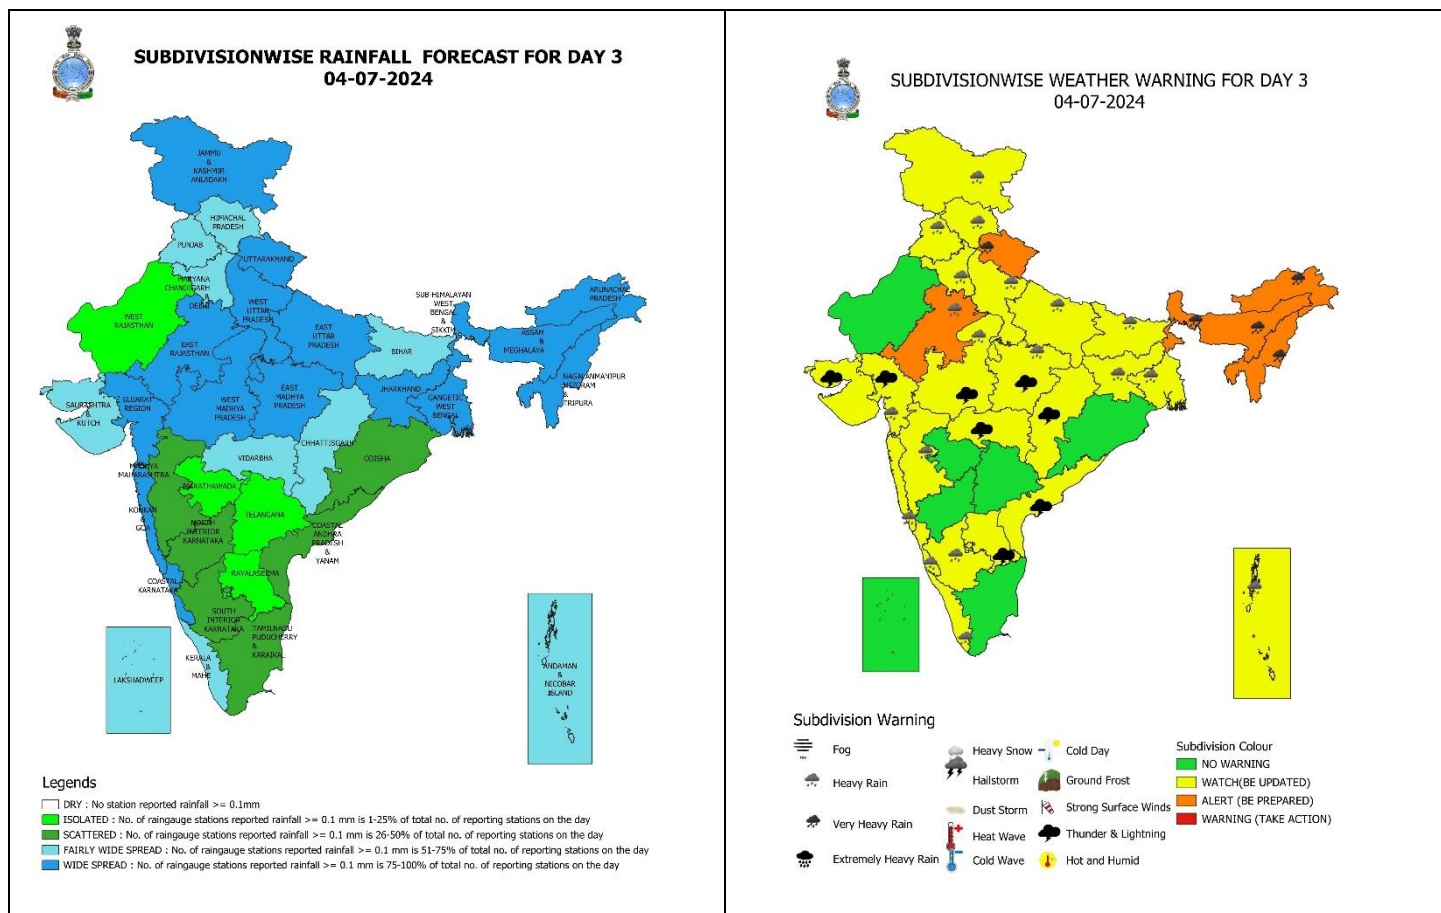 SUBDIVISIONWISE RAINFALL FORECAST FOR DAY 3
04-07-2024
JAMMU
&
KASHMIR
ANLADAKH
HIMACHAL
PRADESH
PUNJAB
UTTARAKHAND
HARYANA
CHANDIGARH
&
DELHI
WEST
RAJASTHAN
WEST
UTTAR
PRADESH
EAST
UTTAR
PRADESH
EAST
RAJASTHAN
SUB-HIMALAYAN
WEST
BENGAL
&
SIKKIM
ARUNACHAL
PRADESH
ASSAM
&
MEGHALAYA
NAGALANMANIPUR
MIZORAM
&
TRIPURA
BIHAR
JHARKHAND
GANGETIC
WEST
BENGAL
SAURASHTRA
&
KUTCH
GUJARAT
REGION
WEST
MADHYA
PRADESH
EAST
MADHYA
PRADESH
CHHATTISGARH
VIDARBHA
ODISHA
MADHYA
MAHARASHTRA
MARATHAWADA
TELANGANA
KONKAN
&
GOA
NORTH
INTERIOR
KARNATAKA
COASTAL
ANDHRA
PRADESH
&
YANAM
RAYALASEEMA
COASTAL
KARNATAKA
SOUTH
INTERIOR
KARNATAKA
TAMILNADU
PUDUCHERRY
&
KARAIKAL
KERALA
&
MAHE
LAKSHADWEEP
ANDAMAN
&
NICOBAR
ISLAND
Legends
DRY : No station reported rainfall >= 0.1mm
ISOLATED : No. of raingauge stations reported rainfall >= 0.1 mm is 1-25% of total no. of reporting stations on the day
SCATTERED : No. of raingauge stations reported rainfall >= 0.1 mm is 26-50% of total no. of reporting stations on the day
FAIRLY WIDE SPREAD : No. of raingauge stations reported rainfall >= 0.1 mm is 51-75% of total no. of reporting stations on the day
WIDE SPREAD : No. of raingauge stations reported rainfall >= 0.1 mm is 75-100% of total no. of reporting stations on the day
SUBDIVISIONWISE WEATHER WARNING FOR DAY 3
04-07-2024
Subdivision Warning
Fog
Heavy Rain
Very Heavy Rain
Extremely Heavy Rain
Heavy Snow
Hailstorm
Dust Storm
Heat Wave
Cold Wave
Cold Day
Ground Frost
Strong Surface Winds
Thunder & Lightning
Hot and Humid
Subdivision Colour
NO WARNING
WATCH(BE UPDATED)
ALERT (BE PREPARED)
WARNING (TAKE ACTION)